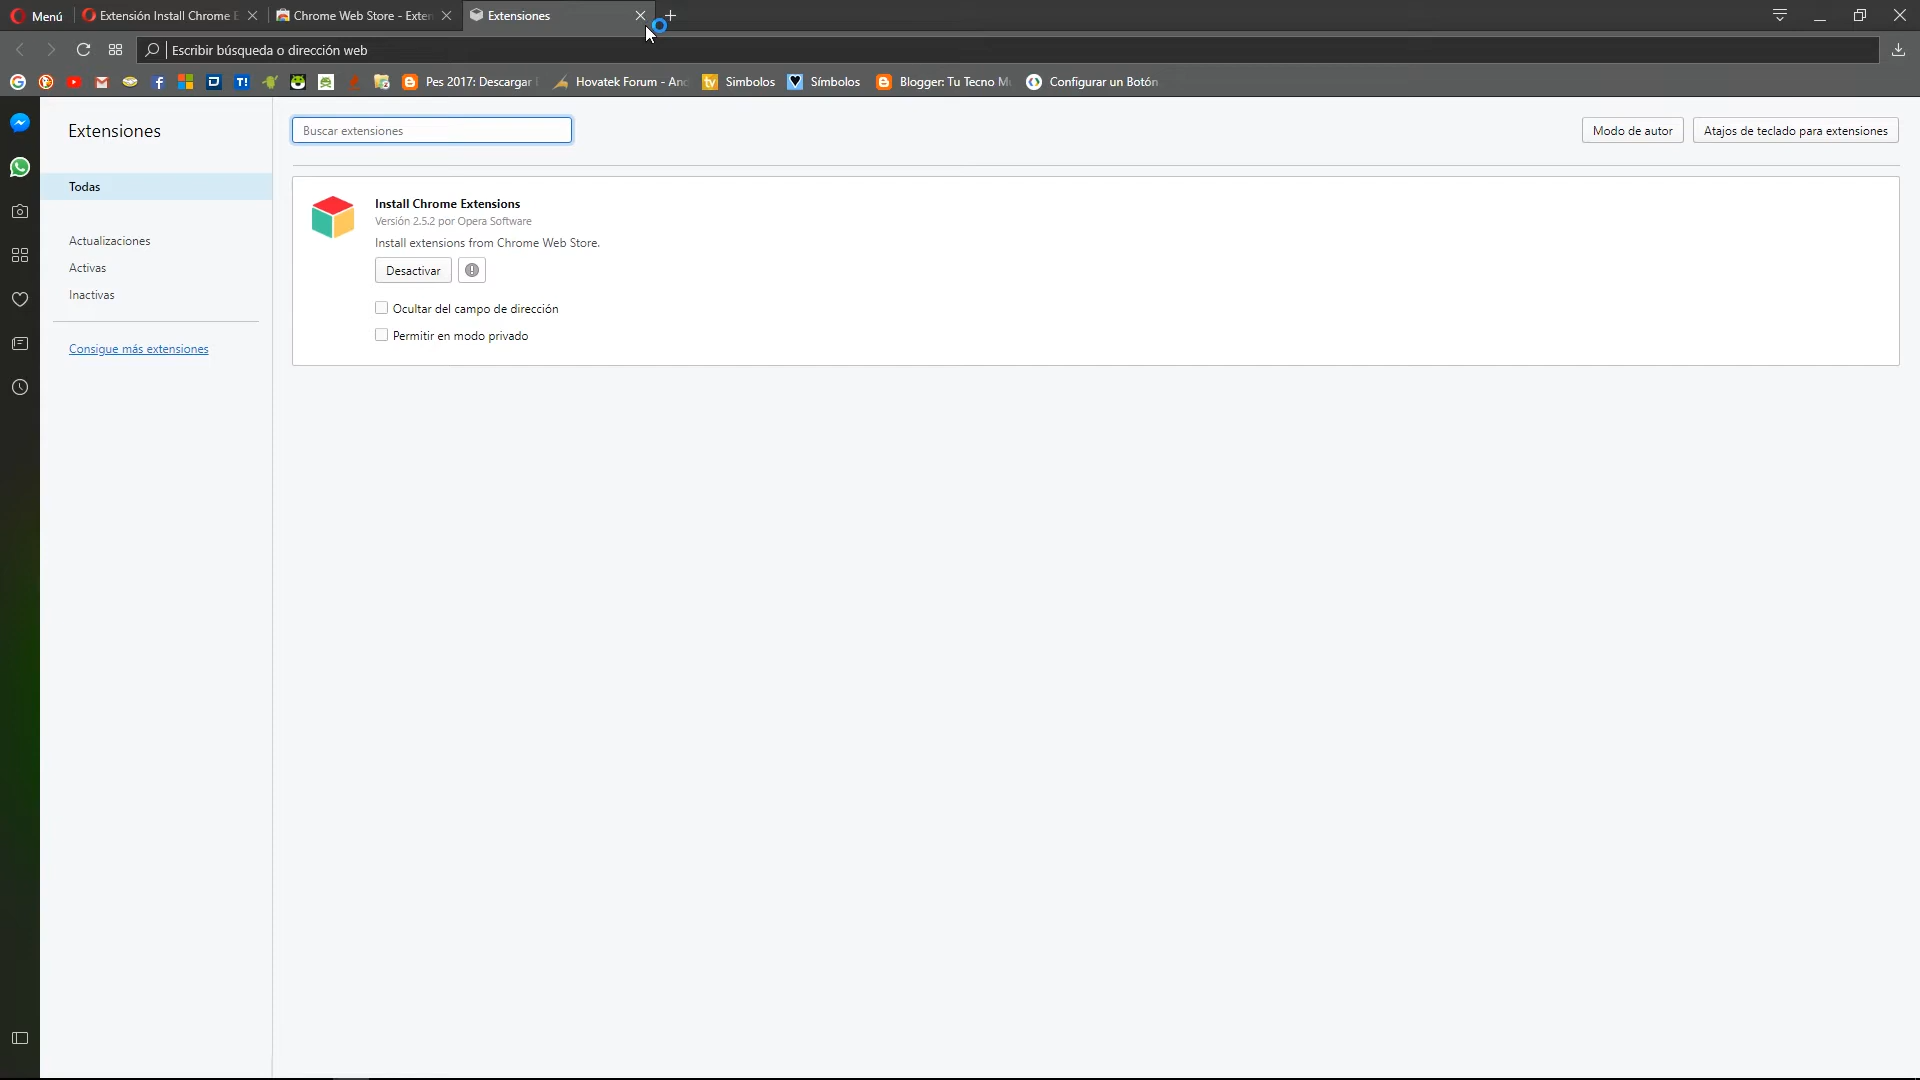 Menú
Extensión Install Chrome E
Chrome Web Store - Exten
Extensiones
Escribir búsqueda o dirección web
Pes 2017: Descargar
Hovatek Forum - And
Simbolos
Símbolos
Blogger: Tu Tecno Mu
Configurar un Botón
Extensiones
Buscar extensiones
Modo de autor
Atajos de teclado para extensiones
Todas
Install Chrome Extensions
Versión 2.5.2 por Opera Software
Install extensions from Chrome Web Store.
Actualizaciones
Activas
Desactivar
Inactivas
Ocultar del campo de dirección
Permitir en modo privado
Consigue más extensiones